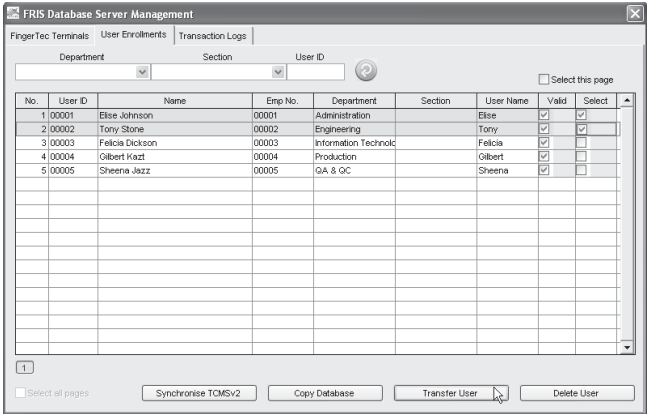 FRIS Database Server Management
FingerTec Terminals User Enrollments Transaction Logs
Department Section User ID
Select this page
No. User ID Name Emp No. Department Section User Name Valid Select
1 00001 Elise Johnson 00001 Administration Elise
2 00002 Tony Stone 00002 Engineering Tony
3 00003 Felicia Dickson 00003 Information Technolc Felicia
4 00004 Gilbert Kazt 00004 Production Gilbert
5 00005 Sheena Jazz 00005 QA & QC Sheena
1
Select all pages Synchronise TCMSv2 Copy Database Transfer User Delete User